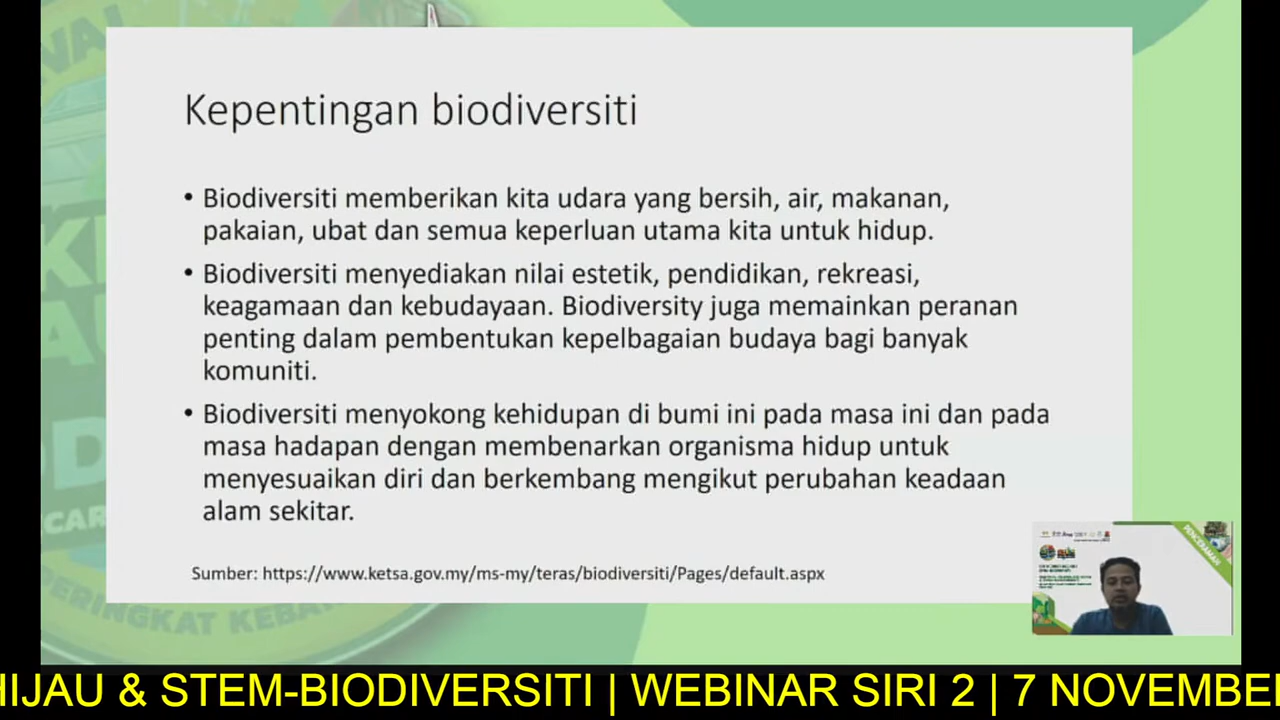 Kepentingan biodiversiti
• Biodiversiti memberikan kita udara yang bersih, air, makanan,
pakaian, ubat dan semua keperluan utama kita untuk hidup.
• Biodiversiti menyediakan nilai estetik, pendidikan, rekreasi,
keagamaan dan kebudayaan. Biodiversity juga memainkan peranan
penting dalam pembentukan kepelbagaian budaya bagi banyak
komuniti.
• Biodiversiti menyokong kehidupan di bumi ini pada masa ini dan pada
masa hadapan dengan membenarkan organisma hidup untuk
menyesuaikan diri dan berkembang mengikut perubahan keadaan
alam sekitar.
Sumber: https://www.ketsa.gov.my/ms-my/teras/biodiversiti/Pages/default.aspx
PERINGKAT KEBA
HIJAU & STEM-BIODIVERSITI | WEBINAR SIRI 2 | 7 NOVEMBE